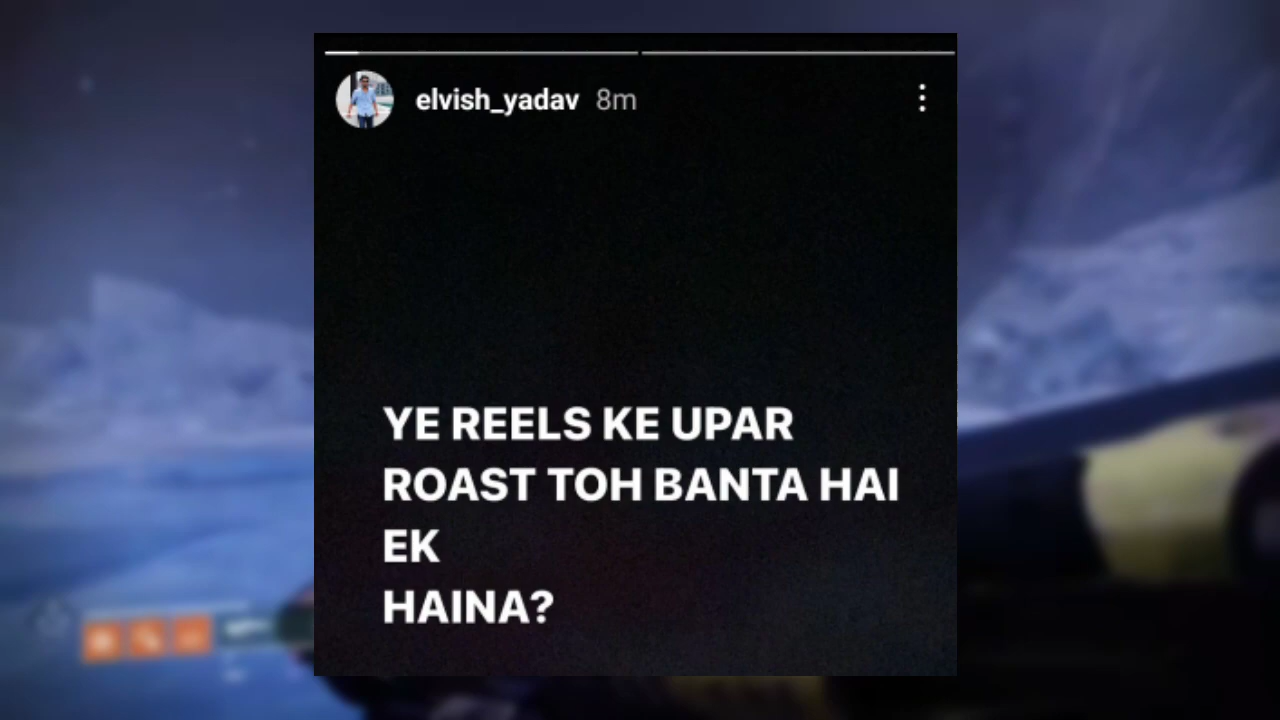 elvish_yadav 8m
YE REELS KE UPAR
ROAST TOH BANTA HAI
EK
HAINA?